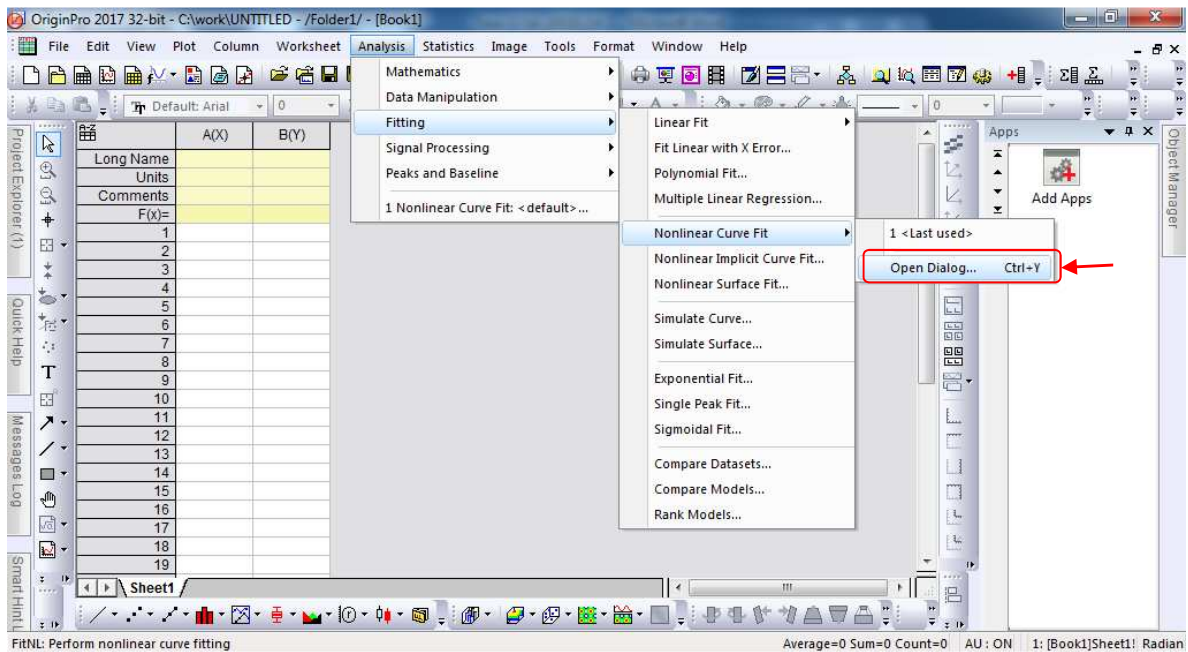 OriginPro 2017 32-bit - C:\work\UNTITLED - /Folder1/ - [Book1]
File Edit View Plot Column Worksheet Analysis Statistics Image Tools Format Window Help
Default: Arial 0
0
Mathematics
Data Manipulation
Fitting
Signal Processing
Peaks and Baseline
1 Nonlinear Curve Fit: <default>...
Linear Fit
Fit Linear with X Error...
Polynomial Fit...
Multiple Linear Regression...
Nonlinear Curve Fit
Nonlinear Implicit Curve Fit...
Nonlinear Surface Fit...
Simulate Curve...
Simulate Surface...
Exponential Fit...
Single Peak Fit...
Sigmoidal Fit...
Compare Datasets...
Compare Models...
Rank Models...
1 <Last used>
Open Dialog... Ctrl+Y
Project Explorer (1)
Quick Help
Messages Log
Smart Hint
A(X) B(Y)
Long Name
Units
Comments
F(x)=
1
2
3
4
5
6
7
8
9
10
11
12
13
14
15
16
17
18
19
Sheet1
Apps
Add Apps
Object Manager
FitNL: Perform nonlinear curve fitting
Average=0 Sum=0 Count=0 AU : ON 1: [Book1]Sheet1! Radian